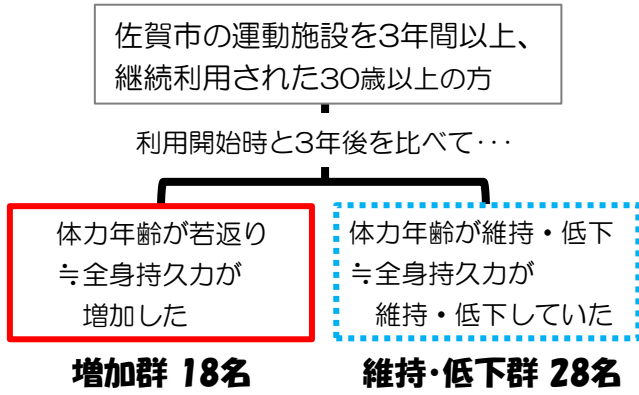 佐賀市の運動施設を3年間以上、
継続利用された30歳以上の方
利用開始時と3年後を比べて･･･
体力年齢が若返り
≒全身持久力が
増加した
体力年齢が維持・低下
≒全身持久力が
維持・低下していた
増加群 18名
維持･低下群 28名